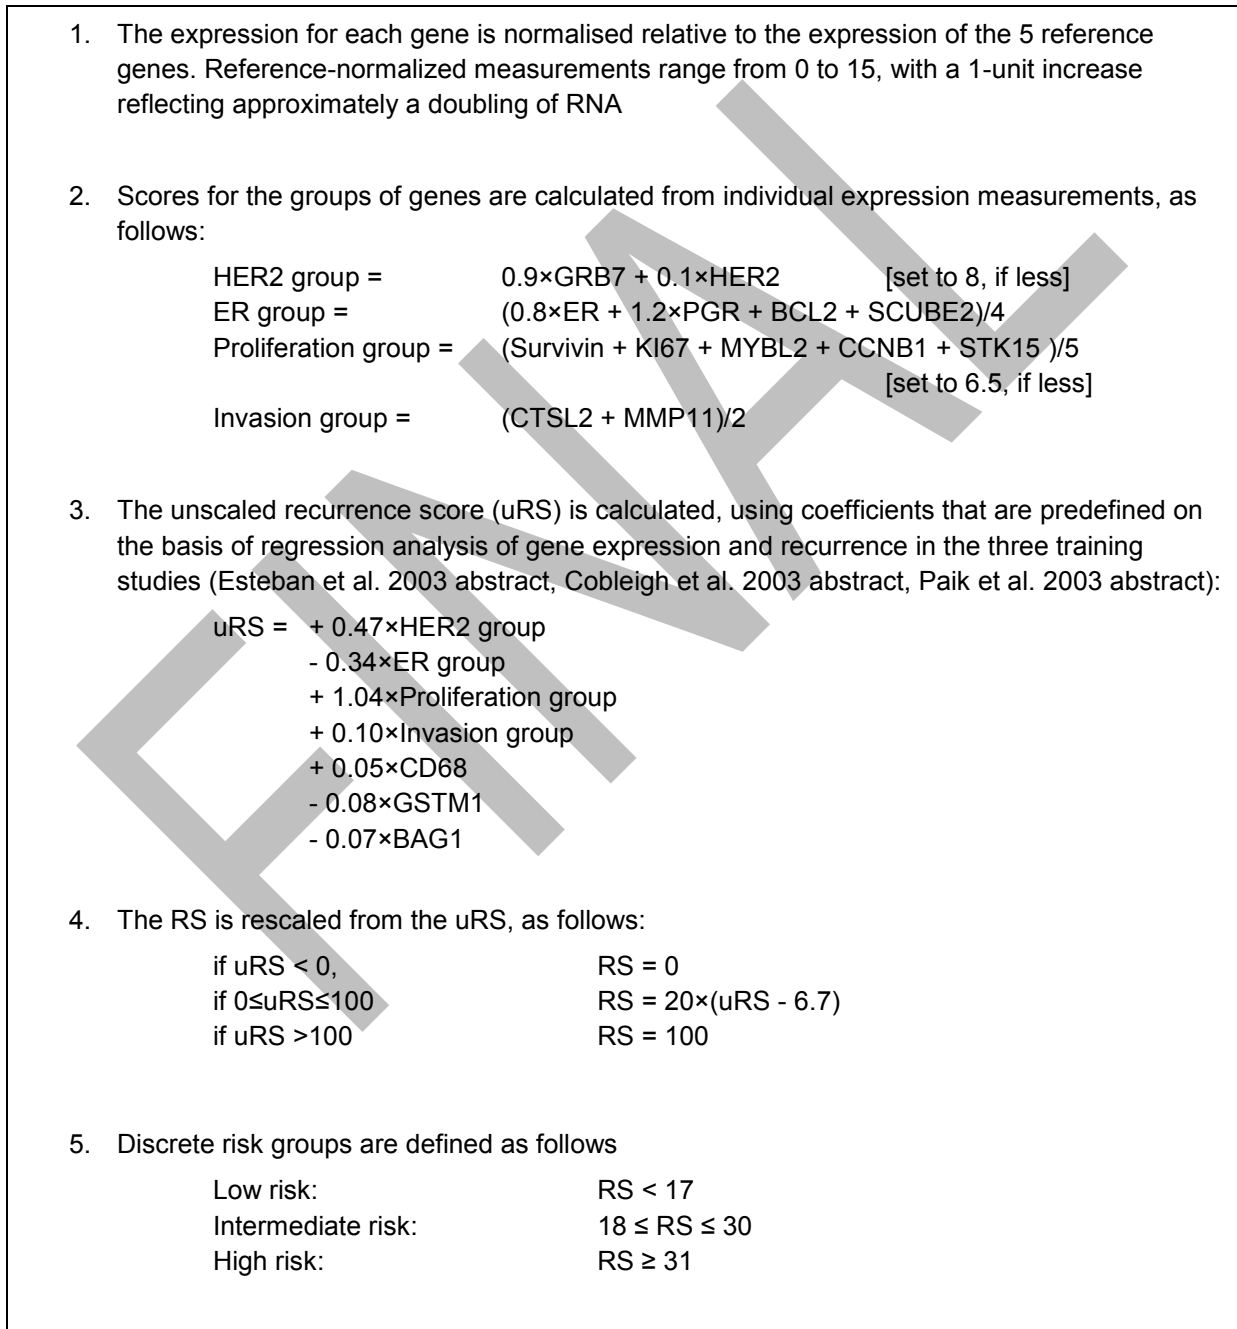 1. The expression for each gene is normalised relative to the expression of the 5 reference
genes. Reference-normalized measurements range from 0 to 15, with a 1-unit increase
reflecting approximately a doubling of RNA
2. Scores for the groups of genes are calculated from individual expression measurements, as
follows:
HER2 group = 0.9×GRB7 + 0.1×HER2 [set to 8, if less]
ER group = (0.8×ER + 1.2×PGR + BCL2 + SCUBE2)/4
Proliferation group = (Survivin + KI67 + MYBL2 + CCNB1 + STK15 )/5
[set to 6.5, if less]
Invasion group = (CTSL2 + MMP11)/2
3. The unscaled recurrence score (uRS) is calculated, using coefficients that are predefined on
the basis of regression analysis of gene expression and recurrence in the three training
studies (Esteban et al. 2003 abstract, Cobleigh et al. 2003 abstract, Paik et al. 2003 abstract):
uRS = + 0.47×HER2 group
- 0.34×ER group
+ 1.04×Proliferation group
+ 0.10×Invasion group
+ 0.05×CD68
- 0.08×GSTM1
- 0.07×BAG1
4. The RS is rescaled from the uRS, as follows:
if uRS < 0, RS = 0
if 0≤uRS≤100 RS = 20×(uRS - 6.7)
if uRS >100 RS = 100
5. Discrete risk groups are defined as follows
Low risk: RS < 17
Intermediate risk: 18 ≤ RS ≤ 30
High risk: RS ≥ 31
FINAL